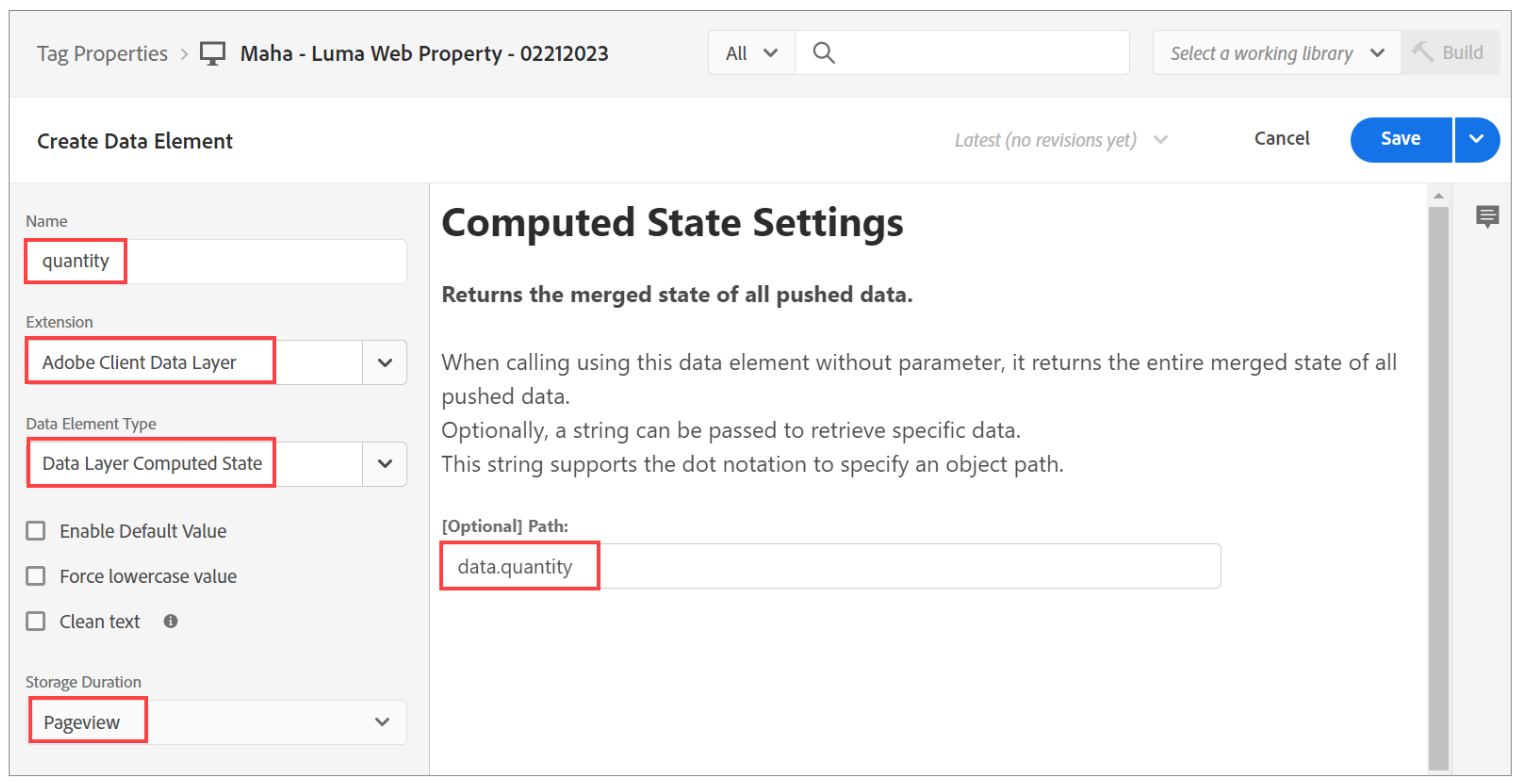 Tag Properties > Maha - Luma Web Property - 02212023
All
Select a working library
Build
Create Data Element
Latest (no revisions yet)
Cancel
Save
Name
quantity
Extension
Adobe Client Data Layer
Data Element Type
Data Layer Computed State
Enable Default Value
Force lowercase value
Clean text
Storage Duration
Pageview
Computed State Settings
Returns the merged state of all pushed data.
When calling using this data element without parameter, it returns the entire merged state of all
pushed data.
Optionally, a string can be passed to retrieve specific data.
This string supports the dot notation to specify an object path.
[Optional] Path:
data.quantity